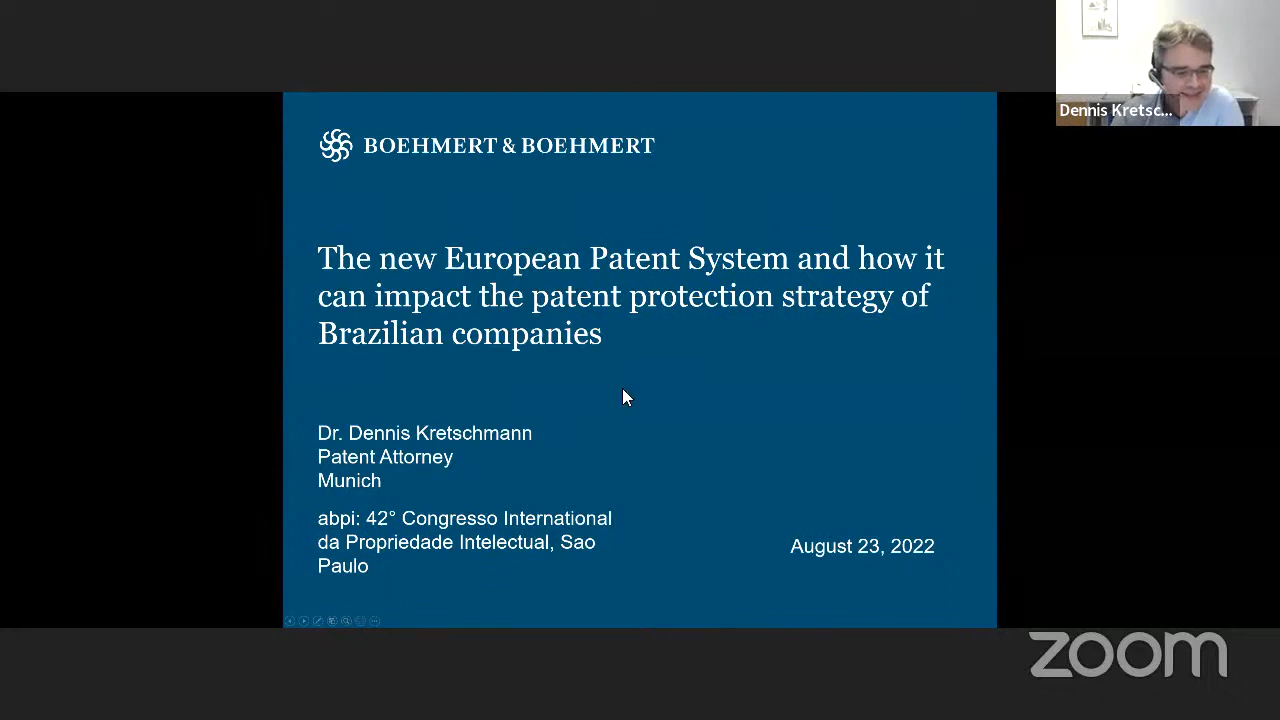 Dennis Kretsc...
BOEHMERT & BOEHMERT
The new European Patent System and how it
can impact the patent protection strategy of
Brazilian companies
Dr. Dennis Kretschmann
Patent Attorney
Munich
abpi: 42° Congresso International
da Propriedade Intelectual, Sao
Paulo
August 23, 2022
zoom